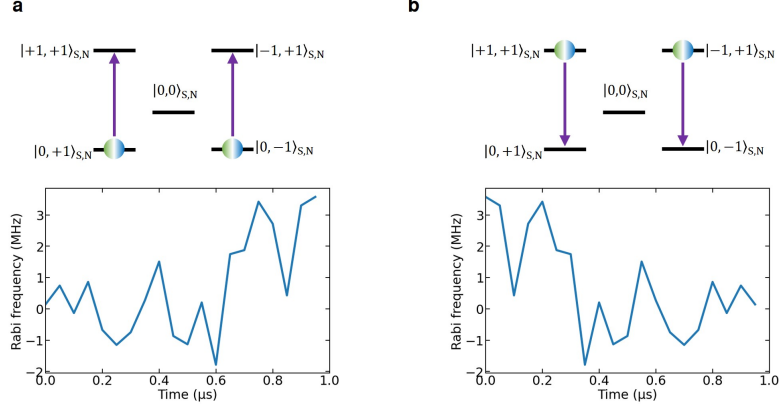 a
|+1, +1⟩S,N
|−1, +1⟩S,N
|0,0⟩S,N
|0, +1⟩S,N
|0, −1⟩S,N
Rabi frequency (MHz)
3
2
1
0
−1
−2
0.0 0.2 0.4 0.6 0.8 1.0
Time (μs)
b
|+1, +1⟩S,N
|−1, +1⟩S,N
|0,0⟩S,N
|0, +1⟩S,N
|0, −1⟩S,N
Rabi frequency (MHz)
3
2
1
0
−1
−2
0.0 0.2 0.4 0.6 0.8 1.0
Time (μs)